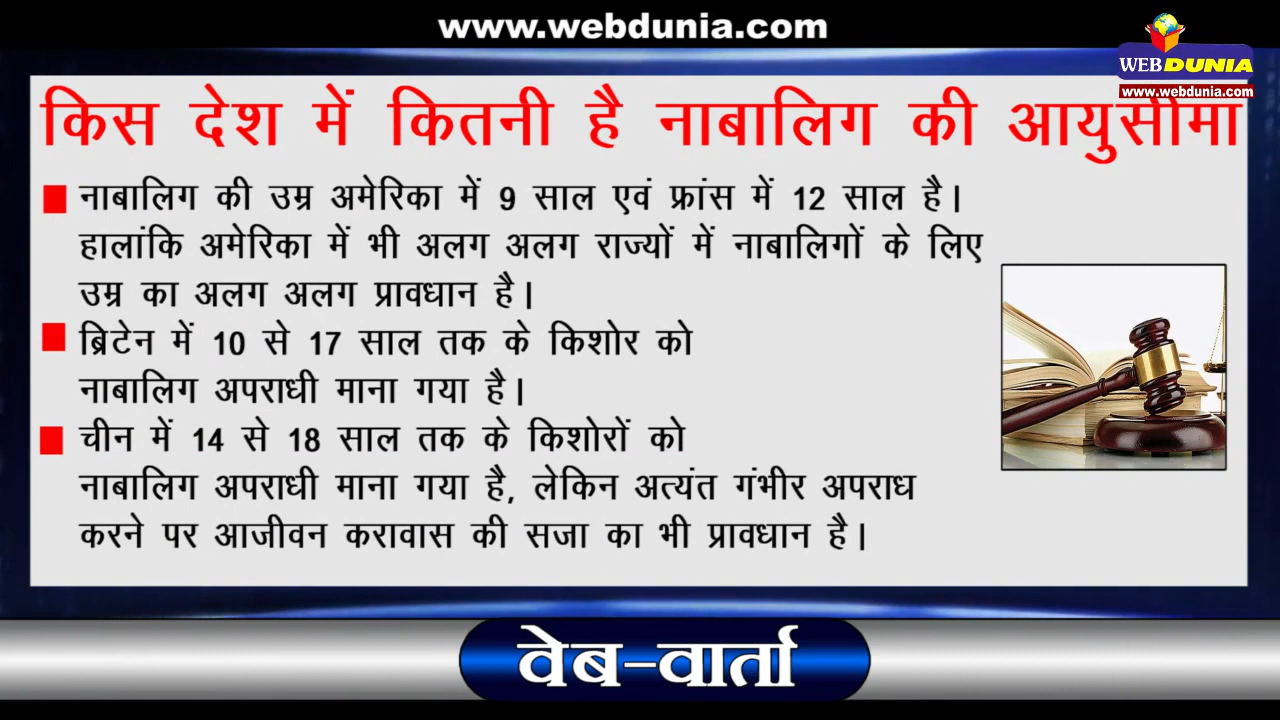 www.webdunia.com
WEBDUNIA
www.webdunia.com
किस देश में कितनी है नाबालिग की आयुसीमा
नाबालिग की उम्र अमेरिका में 9 साल एवं फ्रांस में 12 साल है।
हालांकि अमेरिका में भी अलग अलग राज्यों में नाबालिगों के लिए
उम्र का अलग अलग प्रावधान है।
ब्रिटेन में 10 से 17 साल तक के किशोर को
नाबालिग अपराधी माना गया है।
चीन में 14 से 18 साल तक के किशोरों को
नाबालिग अपराधी माना गया है, लेकिन अत्यंत गंभीर अपराध
करने पर आजीवन करावास की सजा का भी प्रावधान है।
वेब-वार्ता